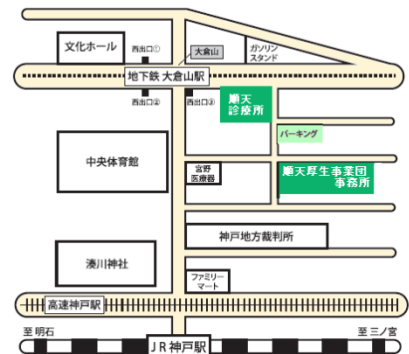 文化ホール
西出口①
大倉山
ガソリン
スタンド
地下鉄 大倉山駅
西出口②
西出口③
順天
診療所
パーキング
中央体育館
宮野
医療器
順天厚生事業団
事務所
神戸地方裁判所
湊川神社
ファミリー
マート
高速神戸駅
至 明石
至 三ノ宮
JR神戸駅